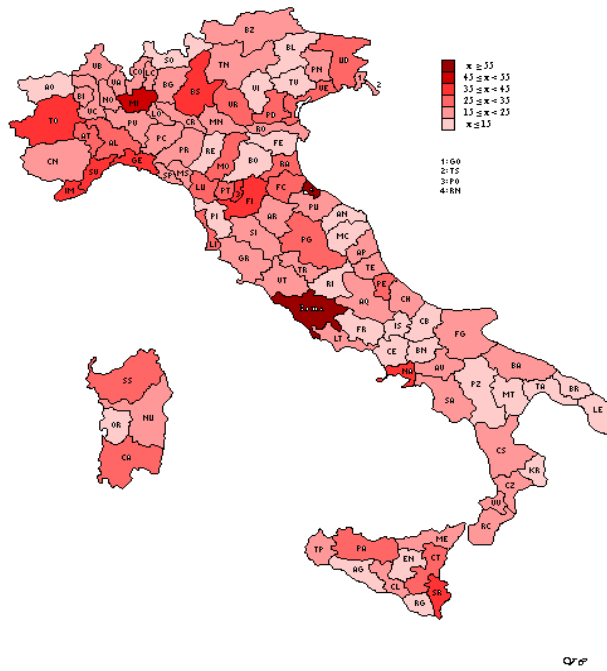 BZ
SO
BL
UD
VB
TN
PN
CO
LC
x ≥ 55
45 ≤ x < 55
35 ≤ x < 45
25 ≤ x < 35
15 ≤ x < 25
x ≤ 15
AO
VA
BG
VI
TU
1
2
BI
NO
MI
BS
VR
PD
VE
TO
VC
LO
CR
MN
RO
AT
AL
PU
PC
PR
RE
MO
FE
CN
GE
BO
RA
SU
SP
MS
IM
LU
PT
3
FC
FI
PU
PI
AR
AN
LI
SI
MC
PG
AP
GR
TR
TE
UT
RI
PE
AQ
CH
Roma
1:GO
2:TS
3:PO
4:RN
LT
FR
IS
CB
FG
CE
BN
BA
NA
AV
SS
PZ
TA
BR
SA
MT
LE
OR
NU
CA
CS
KR
CZ
VV
RC
ME
TP
PA
EN
CT
AG
CL
SR
RG